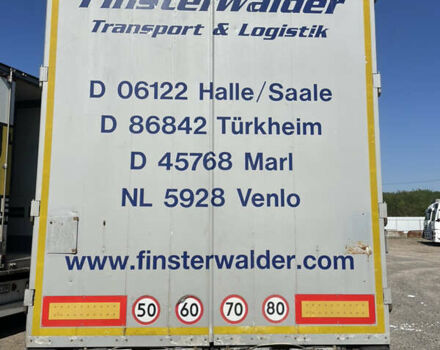 Finsterwalder
Transport & Logistik
D 06122 Halle/Saale
D 86842 Türkheim
D 45768 Marl
NL 5928 Venlo
www.finsterwalder.com
50 60 70 80